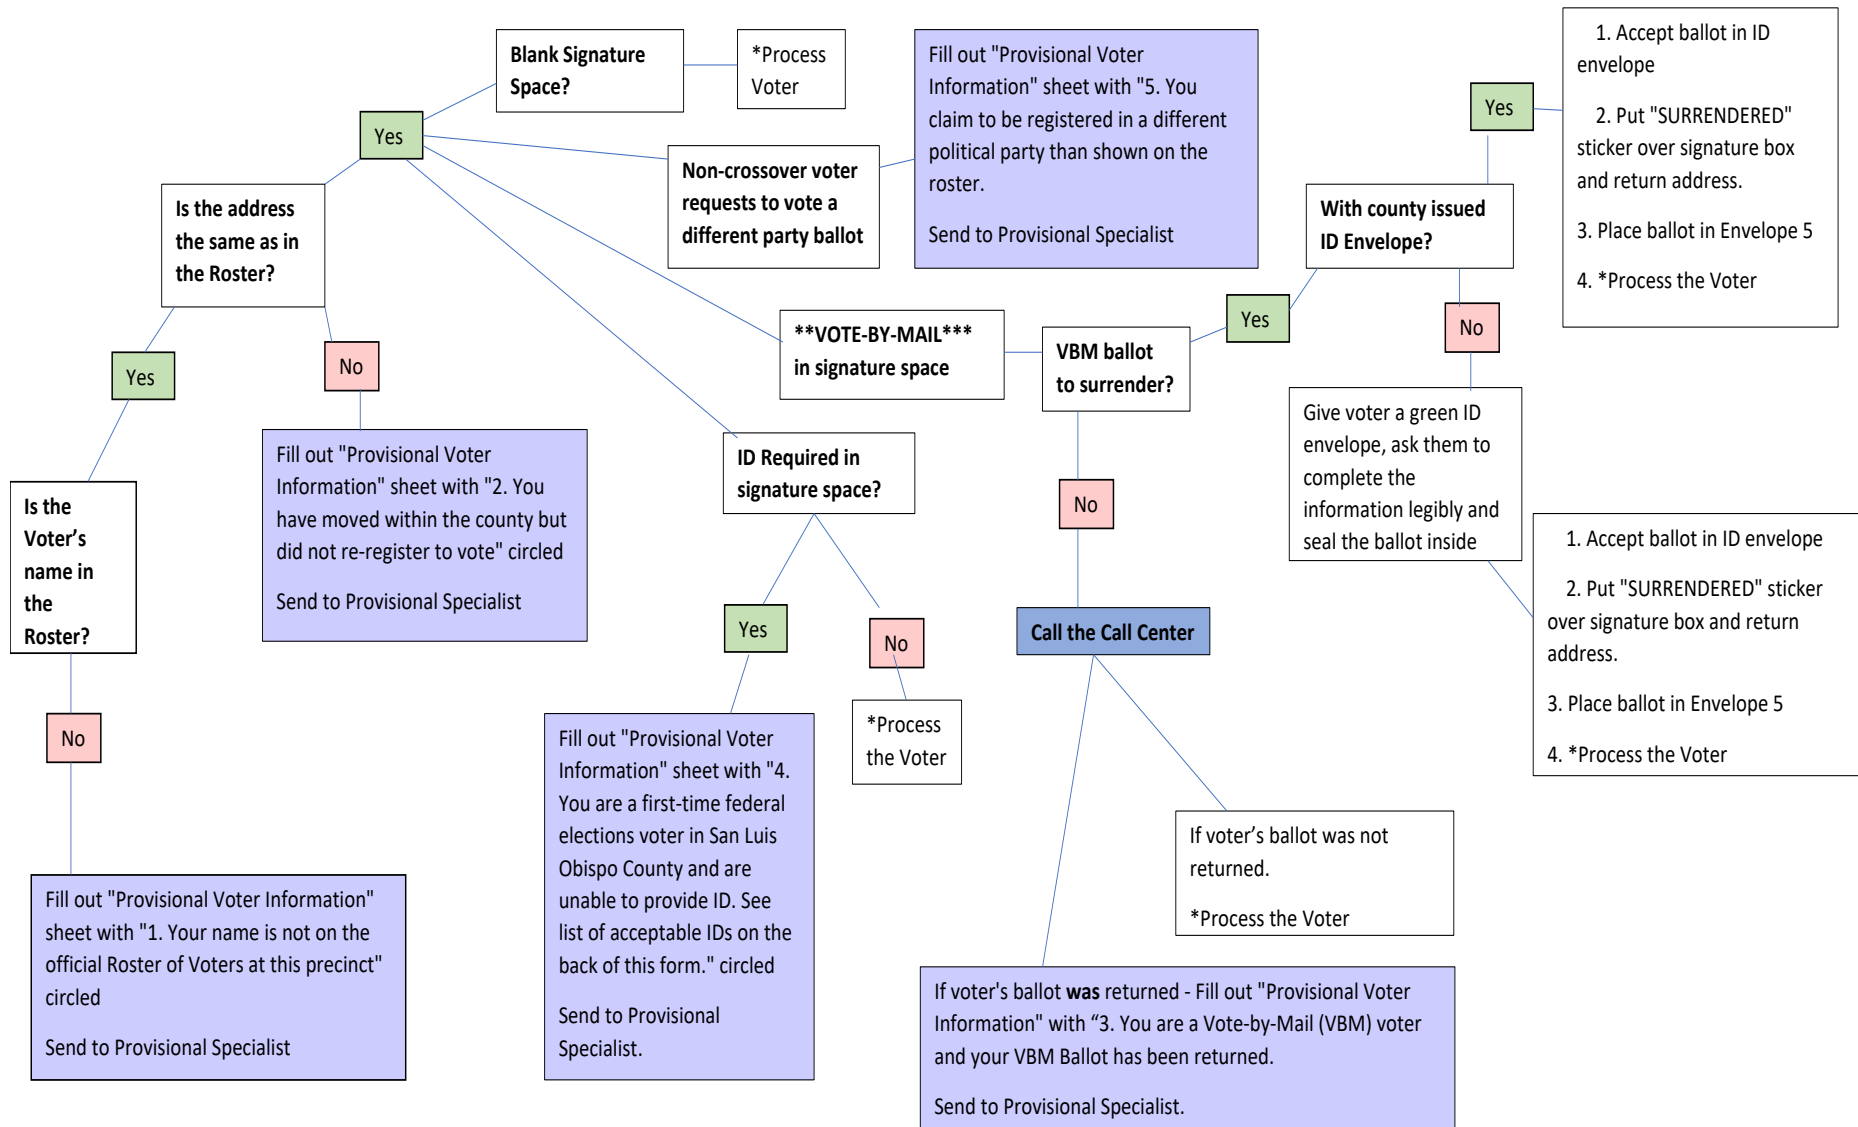 Blank Signature
Space?
*Process
Voter
Fill out "Provisional Voter
Information" sheet with "5. You
claim to be registered in a different
political party than shown on the
roster.
Send to Provisional Specialist
1. Accept ballot in ID
envelope
2. Put "SURRENDERED"
sticker over signature box
and return address.
3. Place ballot in Envelope 5
4. *Process the Voter
Yes
Yes
Non-crossover voter
requests to vote a
different party ballot
Is the address
the same as in
the Roster?
With county issued
ID Envelope?
Yes
No
**VOTE-BY-MAIL***
in signature space
VBM ballot
to surrender?
Yes
No
Give voter a green ID
envelope, ask them to
complete the
information legibly and
seal the ballot inside
1. Accept ballot in ID envelope
2. Put "SURRENDERED" sticker
over signature box and return
address.
3. Place ballot in Envelope 5
4. *Process the Voter
Fill out "Provisional Voter
Information" sheet with "2. You
have moved within the county but
did not re-register to vote" circled
Send to Provisional Specialist
ID Required in
signature space?
No
Is the
Voter’s
name in
the
Roster?
Yes
No
Call the Call Center
No
*Process
the Voter
Fill out "Provisional Voter
Information" sheet with "4.
You are a first-time federal
elections voter in San Luis
Obispo County and are
unable to provide ID. See
list of acceptable IDs on the
back of this form." circled
Send to Provisional
Specialist.
If voter’s ballot was not
returned.
*Process the Voter
Fill out "Provisional Voter Information"
sheet with "1. Your name is not on the
official Roster of Voters at this precinct"
circled
Send to Provisional Specialist
If voter's ballot was returned - Fill out "Provisional Voter
Information" with “3. You are a Vote-by-Mail (VBM) voter
and your VBM Ballot has been returned.
Send to Provisional Specialist.